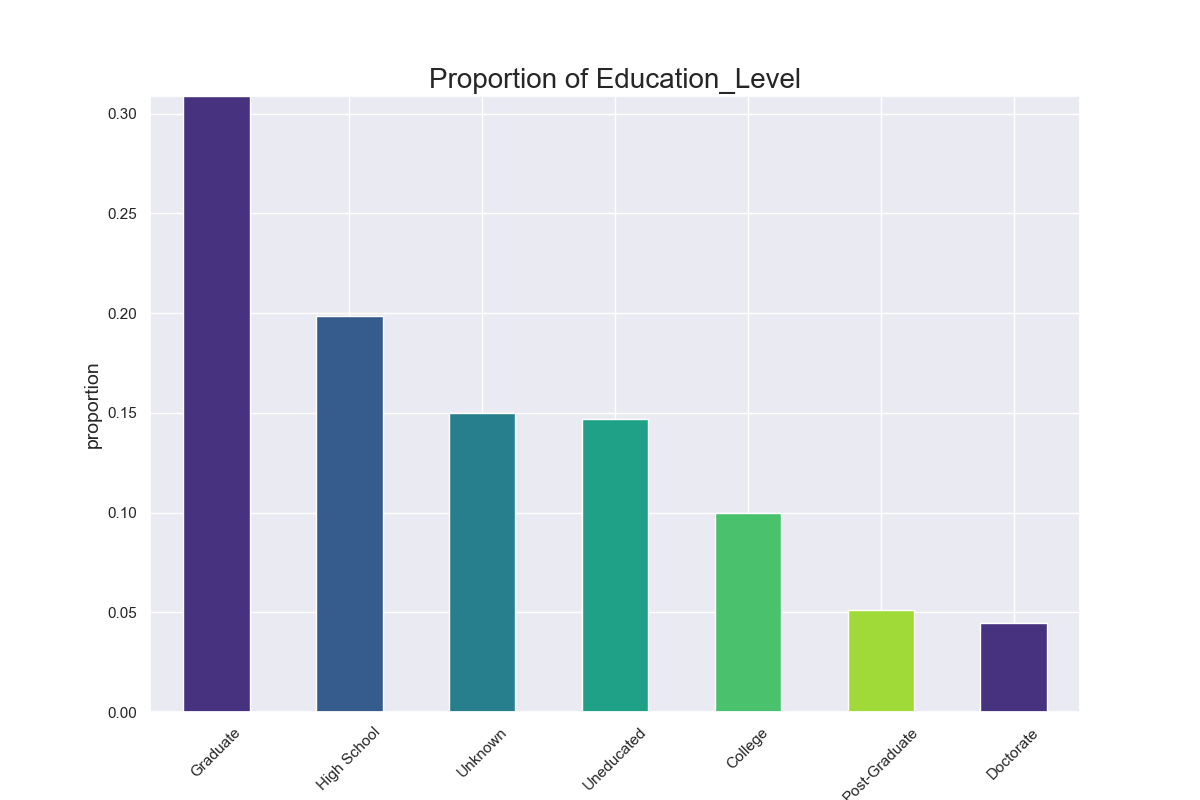 Proportion of Education_Level
0.30
0.25
0.20
0.15
0.10
0.05
0.00
proportion
Graduate
High School
Unknown
Uneducated
College
Post-Graduate
Doctorate